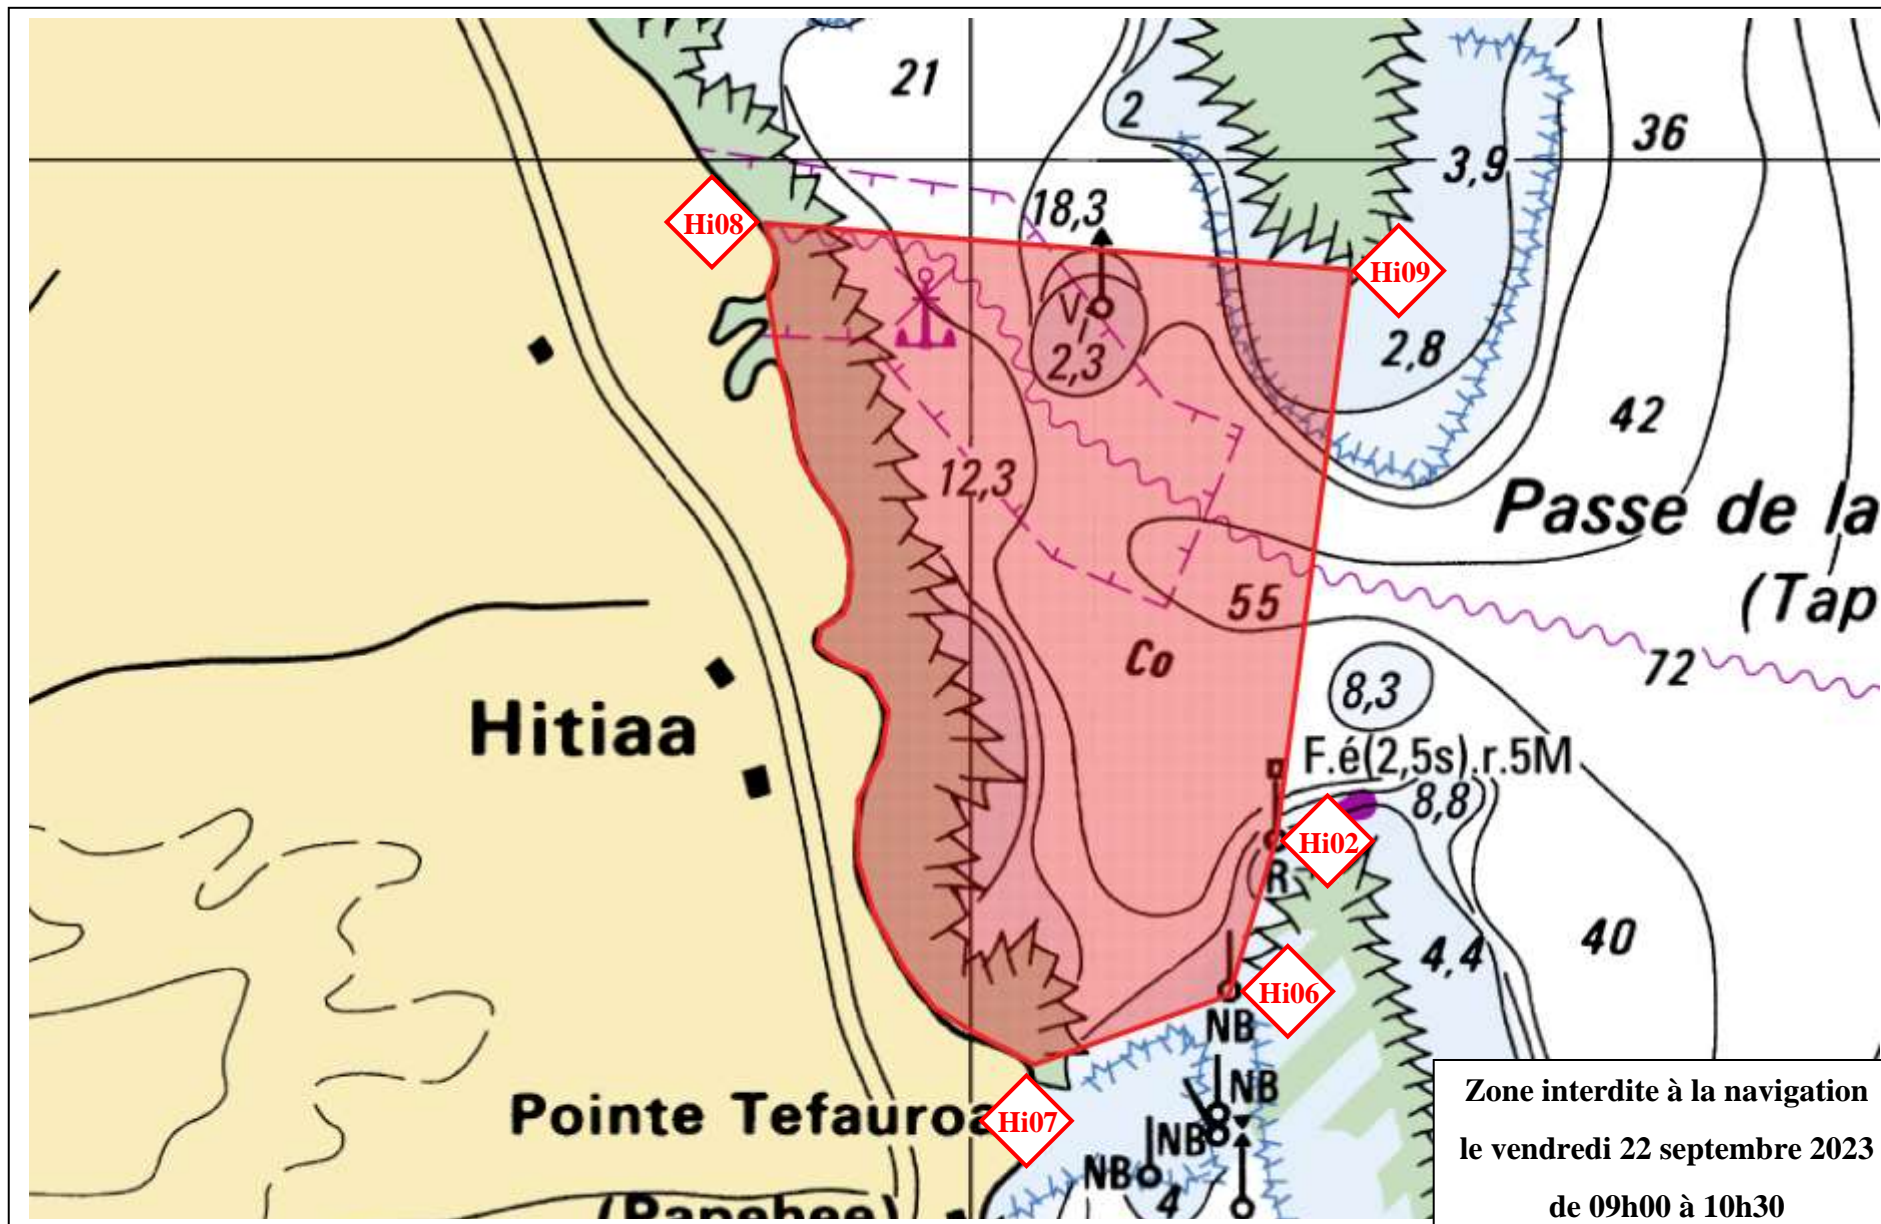 21
2
36
3,9
18,3
Hi08
Hi09
V
2,3
2,8
42
12,3
Passe de la
55
(Tap
Co
72
8,3
Hitiaa
F.é(2,5s).r.5M
8,8
Hi02
R
40
4,4
Hi06
NB
NB
Pointe Tefauroa
Hi07
NB
NB
4
(Papehee)
Zone interdite à la navigation
le vendredi 22 septembre 2023
de 09h00 à 10h30